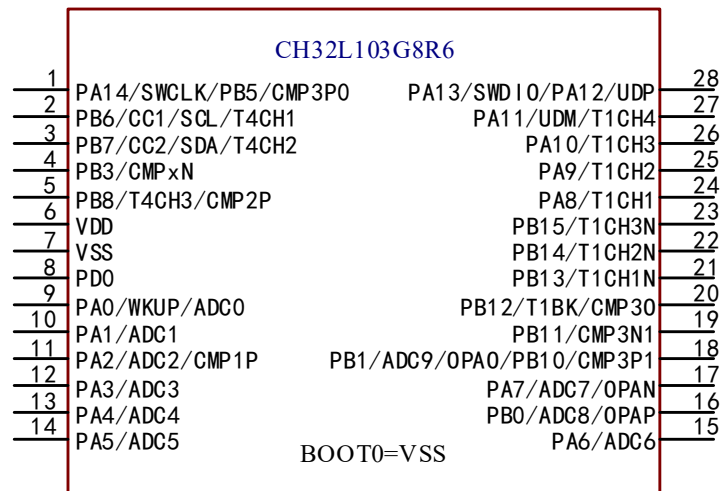 CH32L103G8R6
1 PA14/SWCLK/PB5/CMP3P0 PA13/SWDIO/PA12/UDP 28
2 PB6/CC1/SCL/T4CH1 PA11/UDM/T1CH4 27
3 PB7/CC2/SDA/T4CH2 PA10/T1CH3 26
4 PB3/CMPxN PA9/T1CH2 25
5 PB8/T4CH3/CMP2P PA8/T1CH1 24
6 VDD PB15/T1CH3N 23
7 VSS PB14/T1CH2N 22
8 PD0 PB13/T1CH1N 21
9 PA0/WKUP/ADC0 PB12/T1BK/CMP3O 20
10 PA1/ADC1 PB11/CMP3N1 19
11 PA2/ADC2/CMP1P PB1/ADC9/OPAO/PB10/CMP3P1 18
12 PA3/ADC3 PA7/ADC7/OPAN 17
13 PA4/ADC4 PB0/ADC8/OPAP 16
14 PA5/ADC5 PA6/ADC6 15
BOOT0=VSS